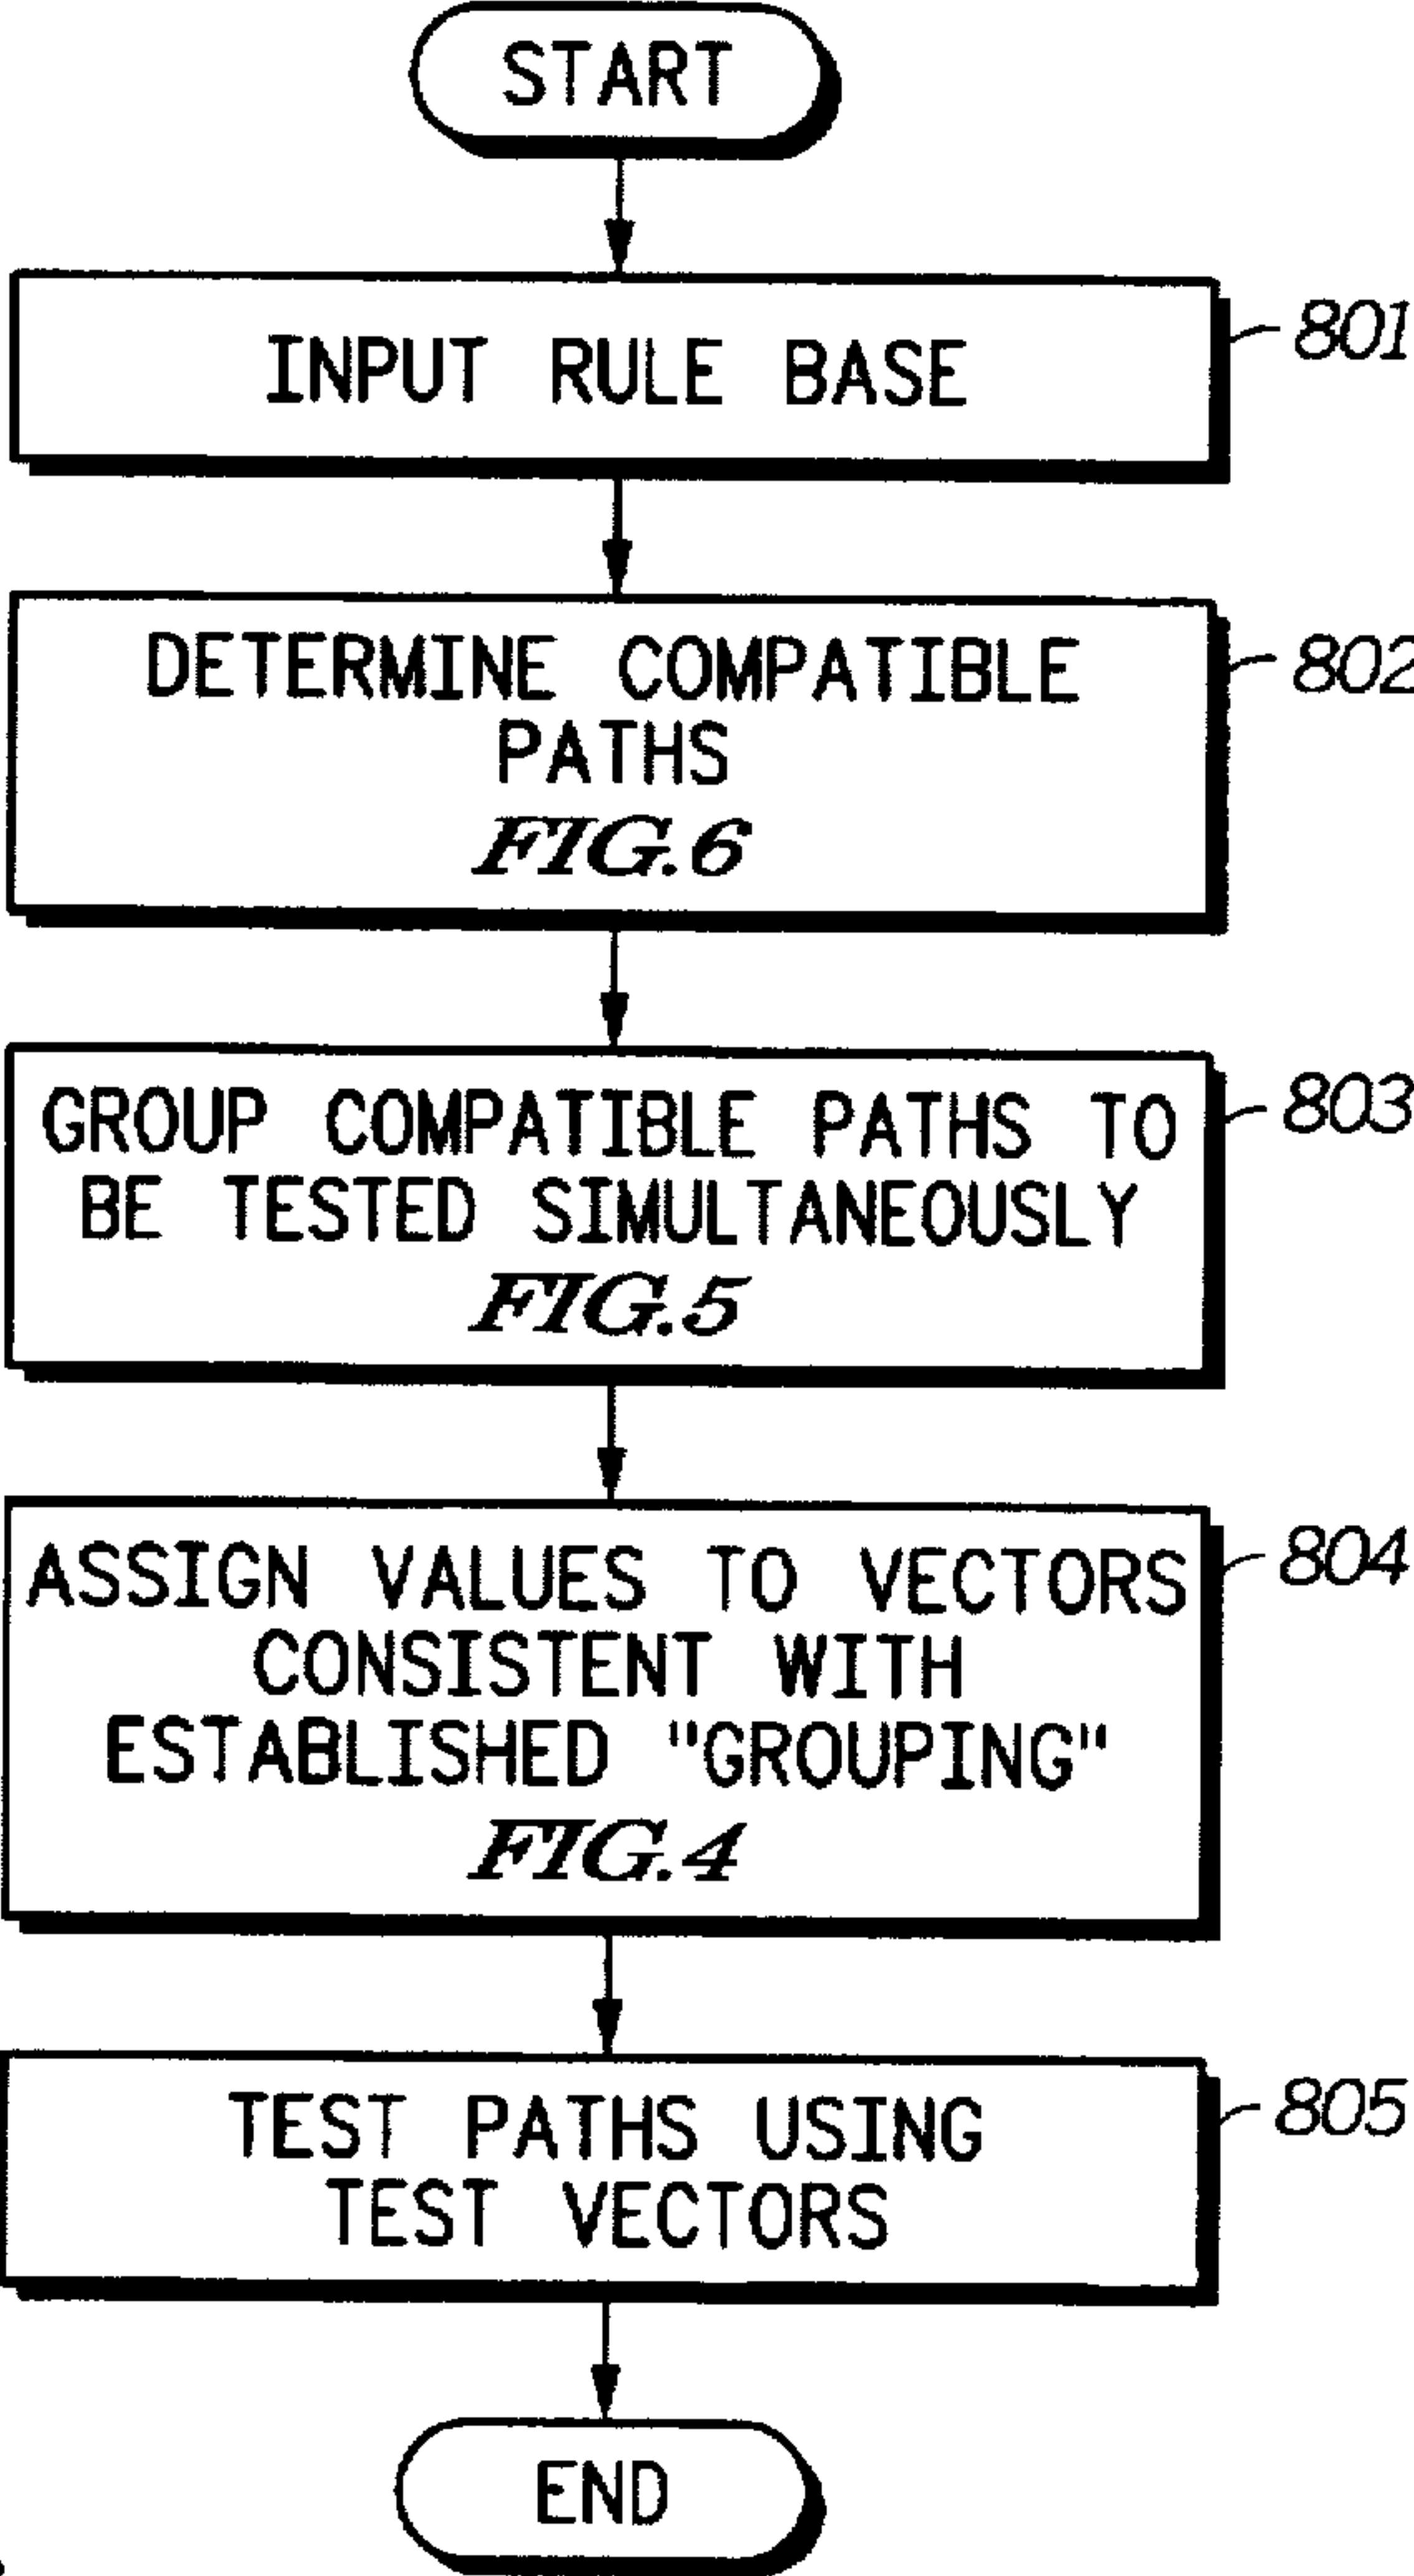 START
INPUT RULE BASE
801
DETERMINE COMPATIBLE
PATHS
FIG.6
802
GROUP COMPATIBLE PATHS TO
BE TESTED SIMULTANEOUSLY
FIG.5
803
ASSIGN VALUES TO VECTORS
CONSISTENT WITH
ESTABLISHED "GROUPING"
FIG.4
804
TEST PATHS USING
TEST VECTORS
805
END